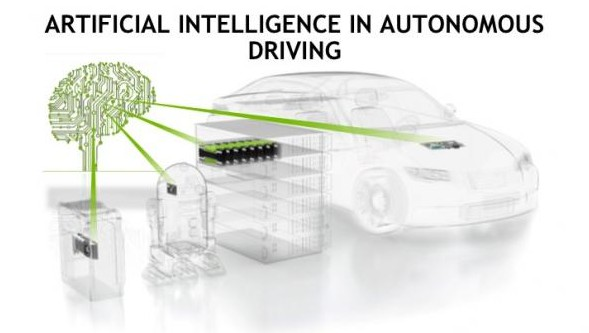 ARTIFICIAL INTELLIGENCE IN AUTONOMOUS
DRIVING